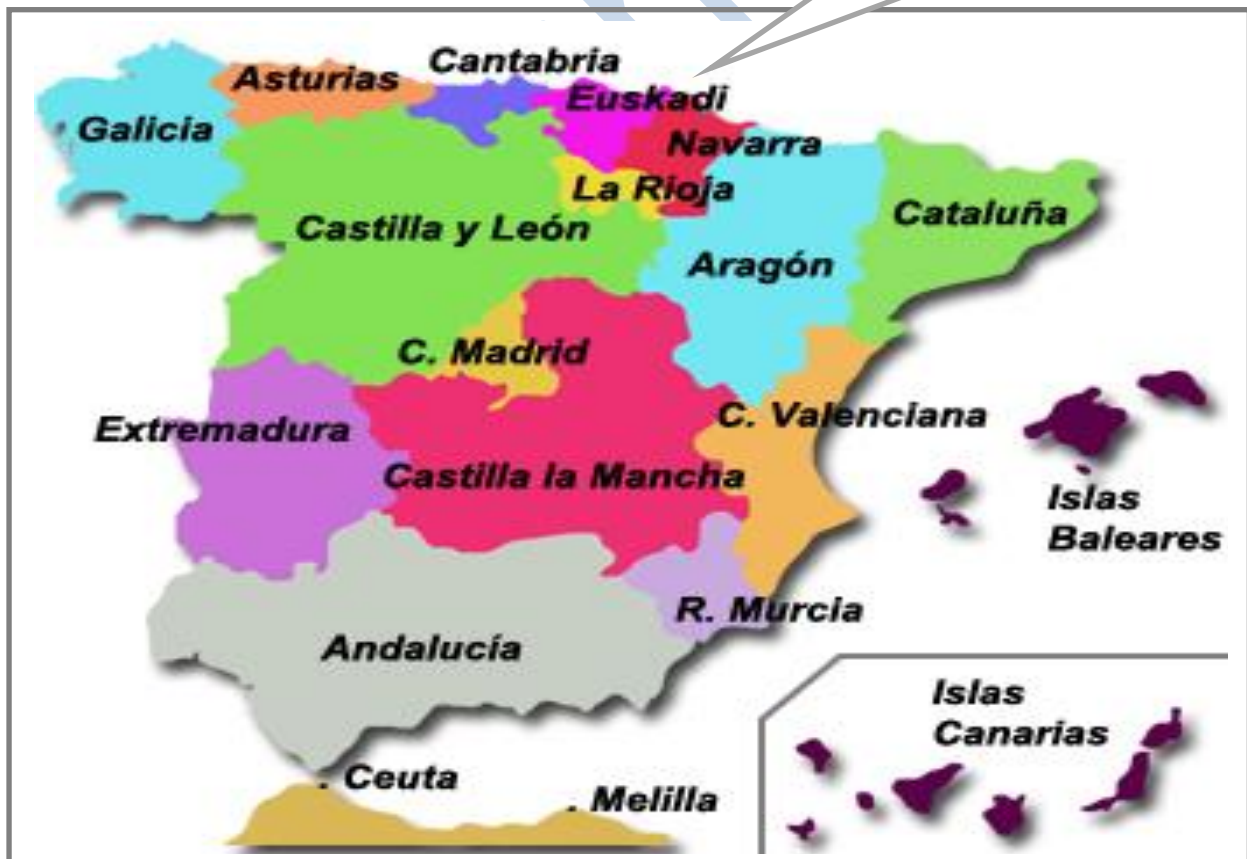 Cantabria
Asturias
Euskadi
Galicia
Navarra
La Rioja
Cataluña
Castilla y León
Aragón
C. Madrid
C. Valenciana
Extremadura
Castilla la Mancha
Islas
Baleares
R. Murcia
Andalucía
Islas
Canarias
. Ceuta
. Melilla